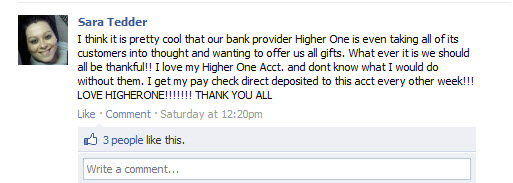 Sara Tedder
I think it is pretty cool that our bank provider Higher One is even taking all of its
customers into thought and wanting to offer us all gifts. What ever it is we should
all be thankful!! I love my Higher One Acct. and dont know what I would do
without them. I get my pay check direct deposited to this acct every other week!!!
LOVE HIGHERONE!!!!!!! THANK YOU ALL
Like · Comment · Saturday at 12:20pm
3 people like this.
Write a comment...